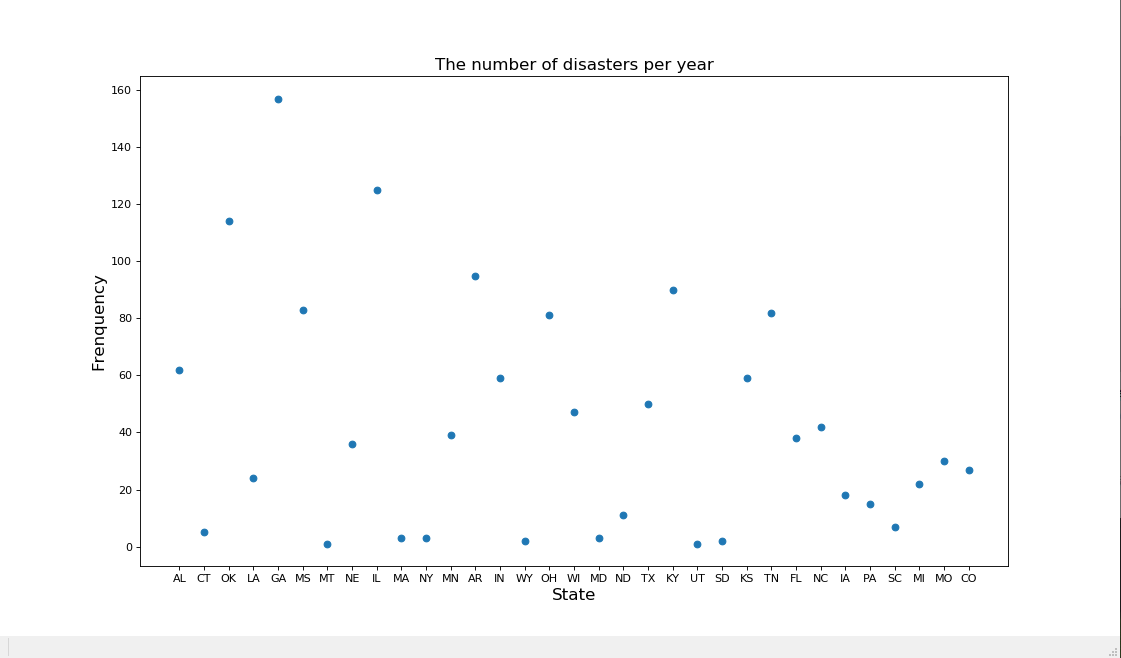 The number of disasters per year
160
140
120
100
80
60
40
20
0
Frenquency
AL CT OK LA GA MS MT NE IL MA NY MN AR IN WY OH WI MD ND TX KY UT SD KS TN FL NC IA PA SC MI MO CO
State